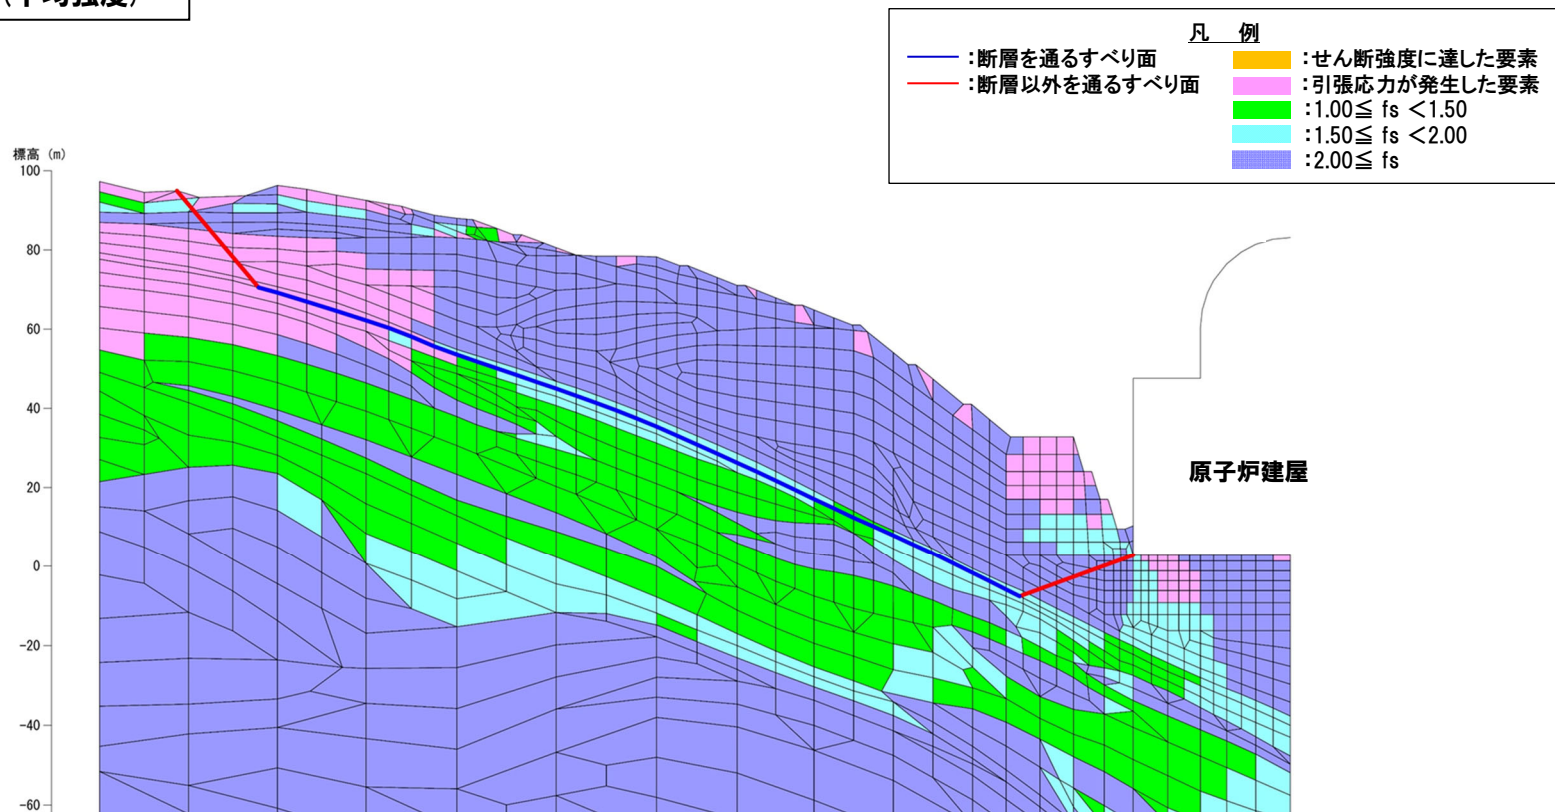 (平均強度)
凡 例
:断層を通るすべり面
:断層以外を通るすべり面
:せん断強度に達した要素
:引張応力が発生した要素
:1.00≦ fs <1.50
:1.50≦ fs <2.00
:2.00≦ fs
標高 (m)
100
80
60
40
20
0
-20
-40
-60
原子炉建屋